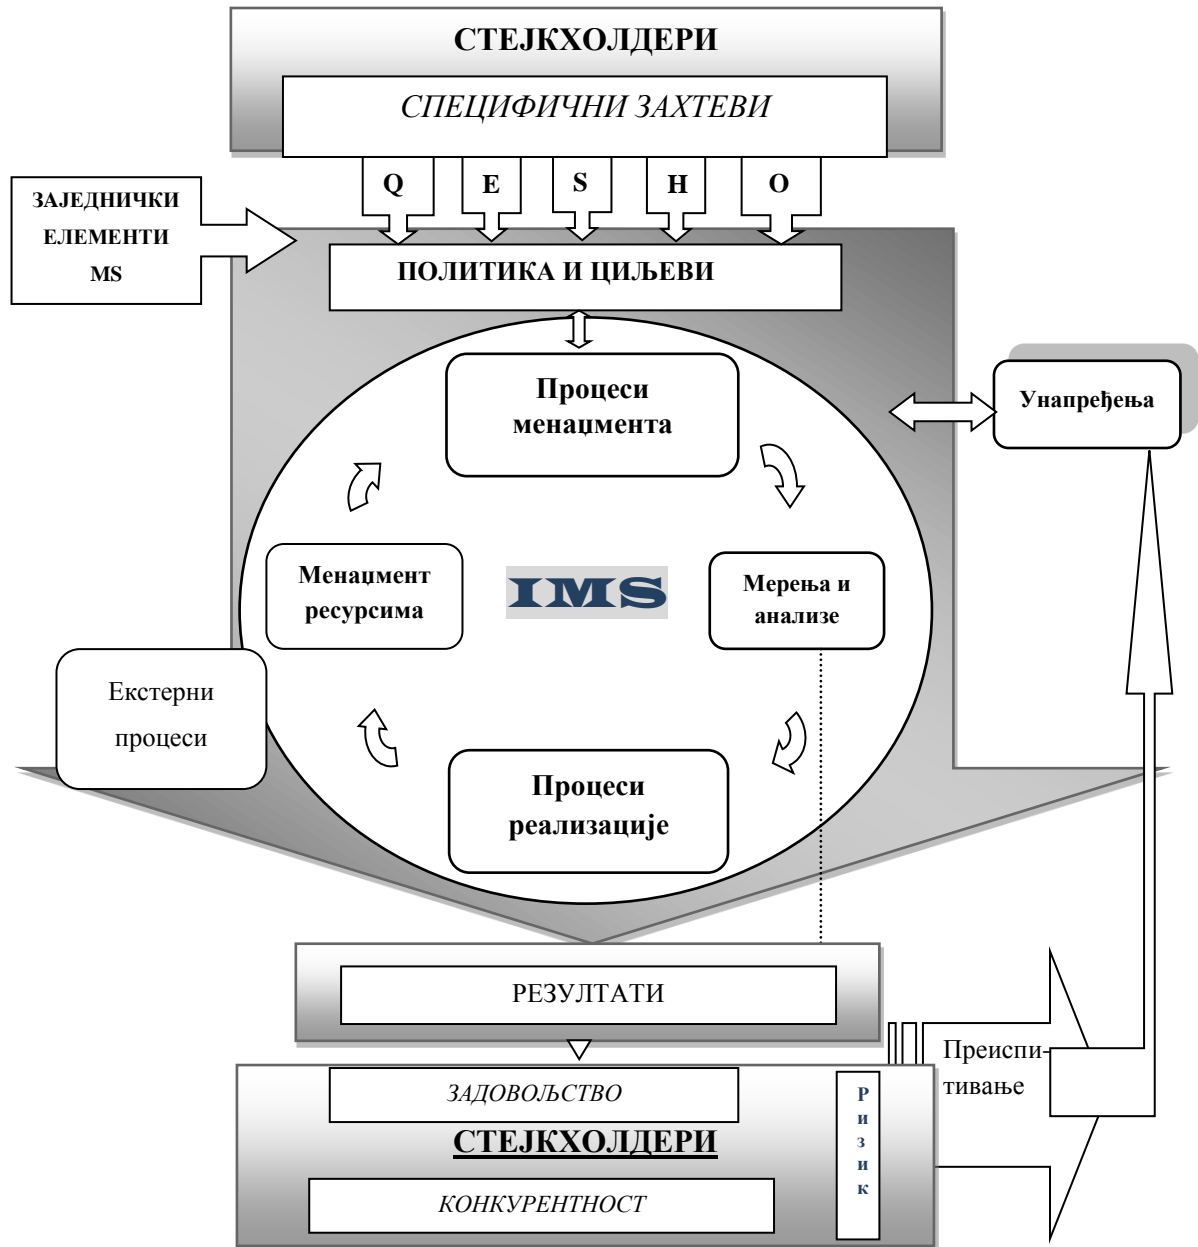 СТЕЈКХОЛДЕРИ
СПЕЦИФИЧНИ ЗАХТЕВИ
Q E S H O
ЗАЈЕДНИЧКИ
ЕЛЕМЕНТИ
MS
ПОЛИТИКА И ЦИЉЕВИ
Процеси
менаџмента
Унапређења
Менаџмент
ресурсима
IMS
Мерења и
анализе
Екстерни
процеси
Процеси
реализације
РЕЗУЛТАТИ
Преиспи-
тивање
ЗАДОВОЉСТВО
СТЕЈКХОЛДЕРИ
КОНКУРЕНТНОСТ
Р
и
з
и
к